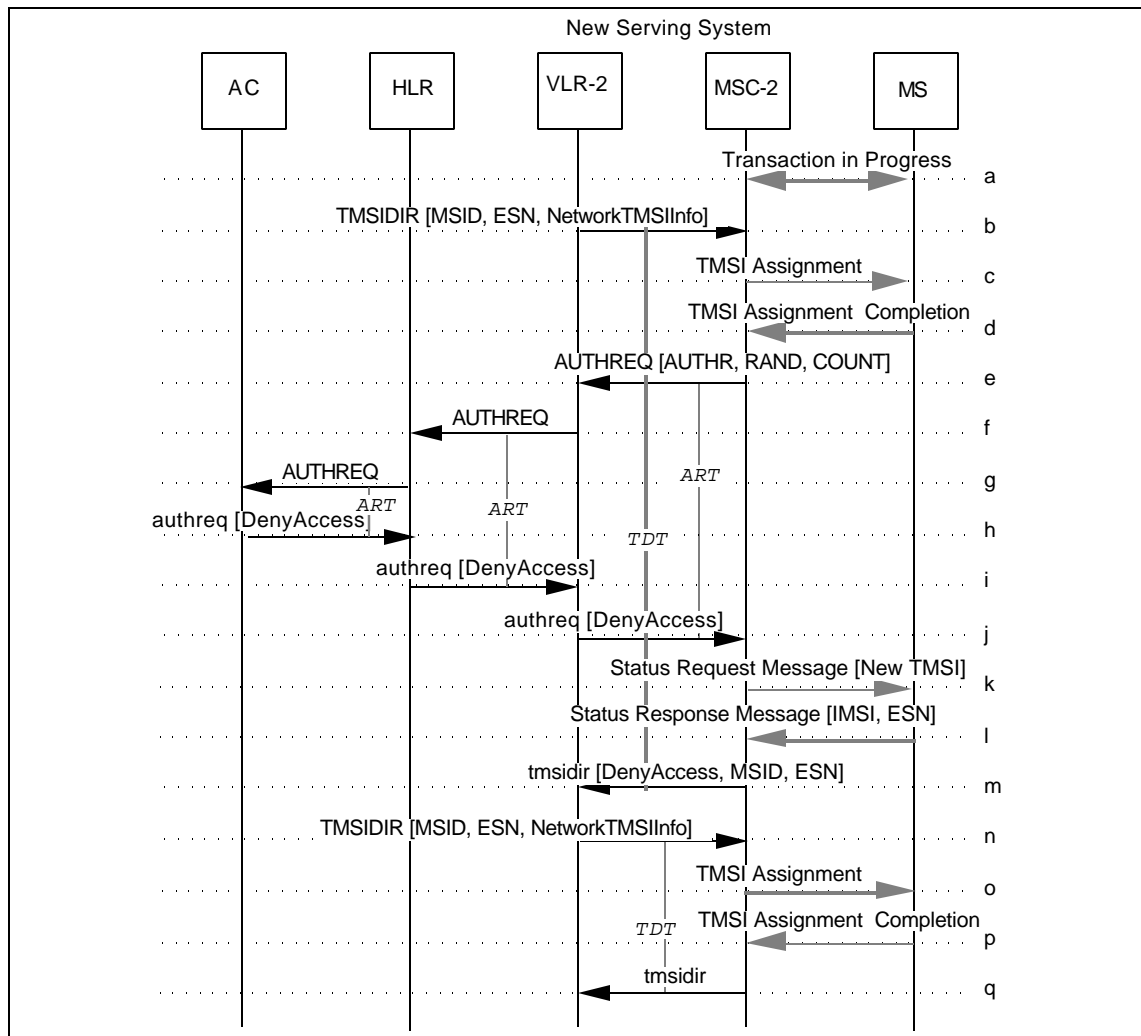 New Serving System
AC
HLR
VLR-2
MSC-2
MS
Transaction in Progress
a
TMSIDIR [MSID, ESN, NetworkTMSIInfo]
b
TMSI Assignment
c
TMSI Assignment Completion
d
AUTHREQ [AUTHR, RAND, COUNT]
e
AUTHREQ
f
AUTHREQ
g
ART
ART
ART
authreq [DenyAccess]
h
TDT
authreq [DenyAccess]
i
authreq [DenyAccess]
j
Status Request Message [New TMSI]
k
Status Response Message [IMSI, ESN]
l
tmsidir [DenyAccess, MSID, ESN]
m
TMSIDIR [MSID, ESN, NetworkTMSIInfo]
n
TMSI Assignment
o
TMSI Assignment Completion
TDT
p
tmsidir
q